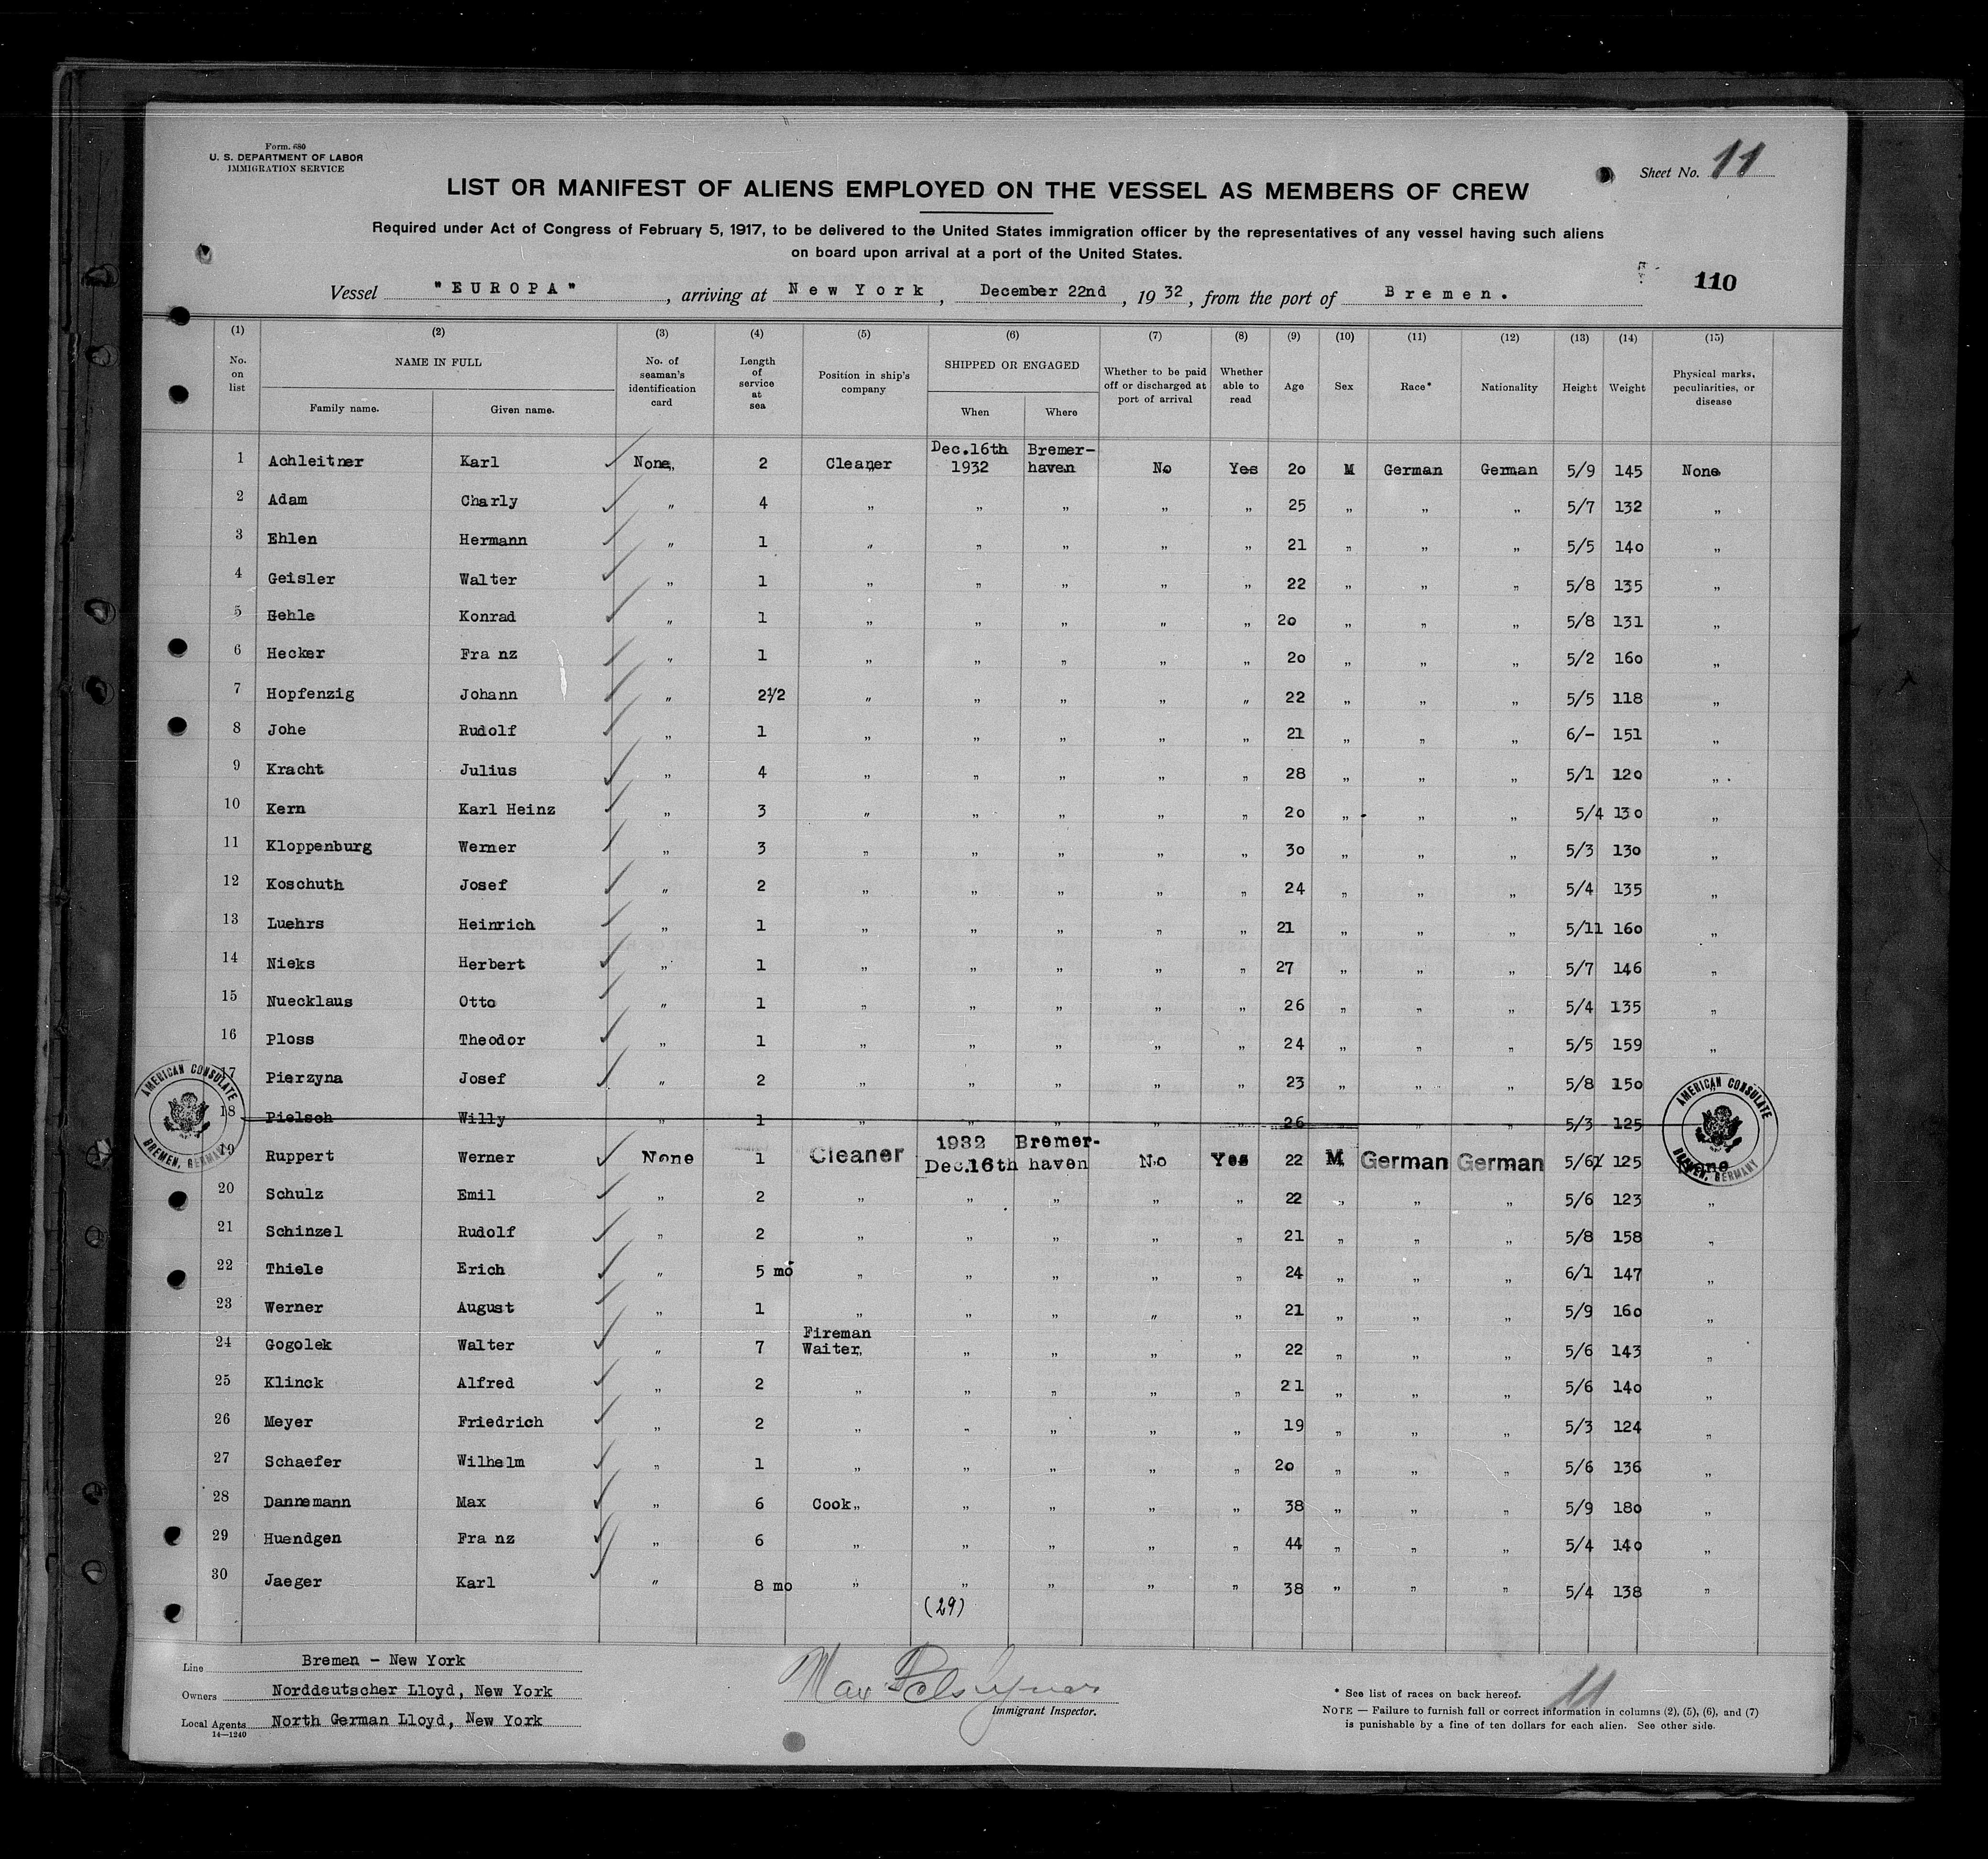 Form. 680
U. S. DEPARTMENT OF LABOR
IMMIGRATION SERVICE
Sheet No. 11
LIST OR MANIFEST OF ALIENS EMPLOYED ON THE VESSEL AS MEMBERS OF CREW
Required under Act of Congress of February 5, 1917, to be delivered to the United States immigration officer by the representatives of any vessel having such aliens
on board upon arrival at a port of the United States.
110
Vessel "EUROPA", arriving at New York, December 22nd, 1932, from the port of Bremen.
(1) (2) (3) (4) (5) (6) (7) (8) (9) (10) (11) (12) (13) (14) (15)
No. on list NAME IN FULL Family name. Given name. No. of seaman's identification card Length of service at sea Position in ship's company SHIPPED OR ENGAGED When Where Whether to be paid off or discharged at port of arrival Whether able to read Age Sex Race* Nationality Height Weight Physical marks, peculiarities, or disease
1 Achleitner Karl None,, 2 Cleaner Dec.16th 1932 Bremer-haven No Yes 20 M German German 5/9 145 None
2 Adam Charly ,, 4 ,, ,, ,, ,, ,, 25 ,, ,, ,, 5/7 132 ,,
3 Ehlen Hermann ,, 1 ,, ,, ,, ,, ,, 21 ,, ,, ,, 5/5 140 ,,
4 Geisler Walter ,, 1 ,, ,, ,, ,, ,, 22 ,, ,, ,, 5/8 135 ,,
5 Gehle Konrad ,, 1 ,, ,, ,, ,, ,, 20 ,, ,, ,, 5/8 131 ,,
6 Hecker Franz ,, 1 ,, ,, ,, ,, ,, 20 ,, ,, ,, 5/2 160 ,,
7 Hopfenzig Johann ,, 2½ ,, ,, ,, ,, ,, 22 ,, ,, ,, 5/5 118 ,,
8 Johe Rudolf ,, 1 ,, ,, ,, ,, ,, 21 ,, ,, ,, 6/- 151 ,,
9 Kracht Julius ,, 4 ,, ,, ,, ,, ,, 28 ,, ,, ,, 5/1 120 ,,
10 Kern Karl Heinz ,, 3 ,, ,, ,, ,, ,, 20 ,, ,, ,, 5/4 130 ,,
11 Kloppenburg Werner ,, 3 ,, ,, ,, ,, ,, 30 ,, ,, ,, 5/3 130 ,,
12 Koschuth Josef ,, 2 ,, ,, ,, ,, ,, 24 ,, ,, ,, 5/4 135 ,,
13 Luehrs Heinrich ,, 1 ,, ,, ,, ,, ,, 21 ,, ,, ,, 5/11 160 ,,
14 Nieks Herbert ,, 1 ,, ,, ,, ,, ,, 27 ,, ,, ,, 5/7 146 ,,
15 Nuecklaus Otto ,, 1 ,, ,, ,, ,, ,, 26 ,, ,, ,, 5/4 135 ,,
16 Ploss Theodor ,, 1 ,, ,, ,, ,, ,, 24 ,, ,, ,, 5/5 159 ,,
17 Pierzyna Josef ,, 2 ,, ,, ,, ,, ,, 23 ,, ,, ,, 5/8 150
18 Pielsch Willy ,, 1 ,, ,, ,, ,, ,, 26 ,, ,, ,, 5/3 125
19 Ruppert Werner None 1 Cleaner 1932 Dec.16th Bremer-haven No Yes 22 M German German 5/6 125 None
20 Schulz Emil ,, 2 ,, ,, ,, ,, ,, 22 ,, ,, ,, 5/6 123 ,,
21 Schinzel Rudolf ,, 2 ,, ,, ,, ,, ,, 21 ,, ,, ,, 5/8 158 ,,
22 Thiele Erich ,, 5 mo ,, ,, ,, ,, ,, 24 ,, ,, ,, 6/1 147 ,,
23 Werner August ,, 1 ,, ,, ,, ,, ,, 21 ,, ,, ,, 5/9 160 ,,
24 Gogolek Walter ,, 7 Fireman Waiter,, ,, ,, ,, ,, 22 ,, ,, ,, 5/6 143 ,,
25 Klinck Alfred ,, 2 ,, ,, ,, ,, ,, 21 ,, ,, ,, 5/6 140 ,,
26 Meyer Friedrich ,, 2 ,, ,, ,, ,, ,, 19 ,, ,, ,, 5/3 124 ,,
27 Schaefer Wilhelm ,, 1 ,, ,, ,, ,, ,, 20 ,, ,, ,, 5/6 136 ,,
28 Dannemann Max ,, 6 Cook,, ,, ,, ,, ,, 38 ,, ,, ,, 5/9 180 ,,
29 Huendgen Franz ,, 6 ,, ,, ,, ,, ,, 44 ,, ,, ,, 5/4 140 ,,
30 Jaeger Karl ,, 8 mo ,, ,, ,, ,, ,, 38 ,, ,, ,, 5/4 138 ,,
(29)
AMERICAN CONSULATE BREMEN, GERMANY
AMERICAN CONSULATE BREMEN, GERMANY
Line Bremen - New York
Owners Norddeutscher Lloyd, New York
Local Agents North German Lloyd, New York
14—1240
Max
Immigrant Inspector.
11
* See list of races on back hereof.
NOTE — Failure to furnish full or correct information in columns (2), (5), (6), and (7)
is punishable by a fine of ten dollars for each alien. See other side.